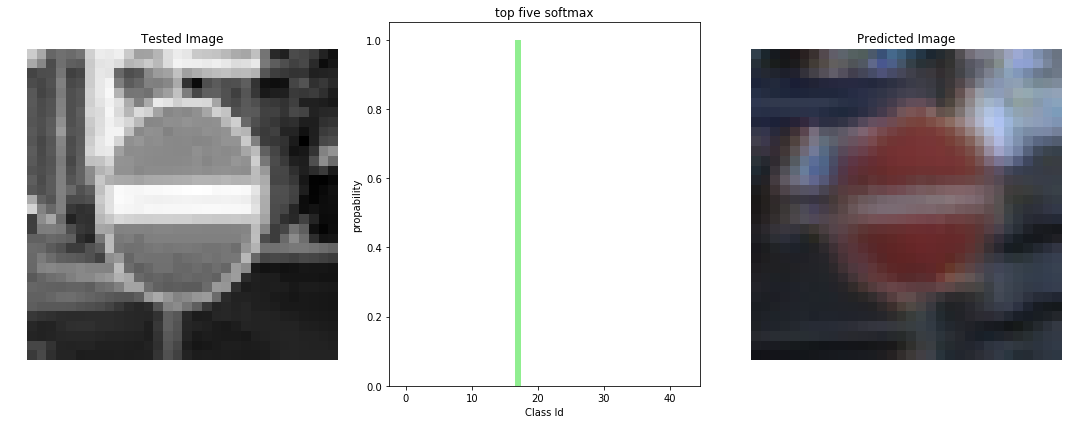 Tested Image
top five softmax
Predicted Image
propability
1.0
0.8
0.6
0.4
0.2
0.0
0 10 20 30 40
Class Id